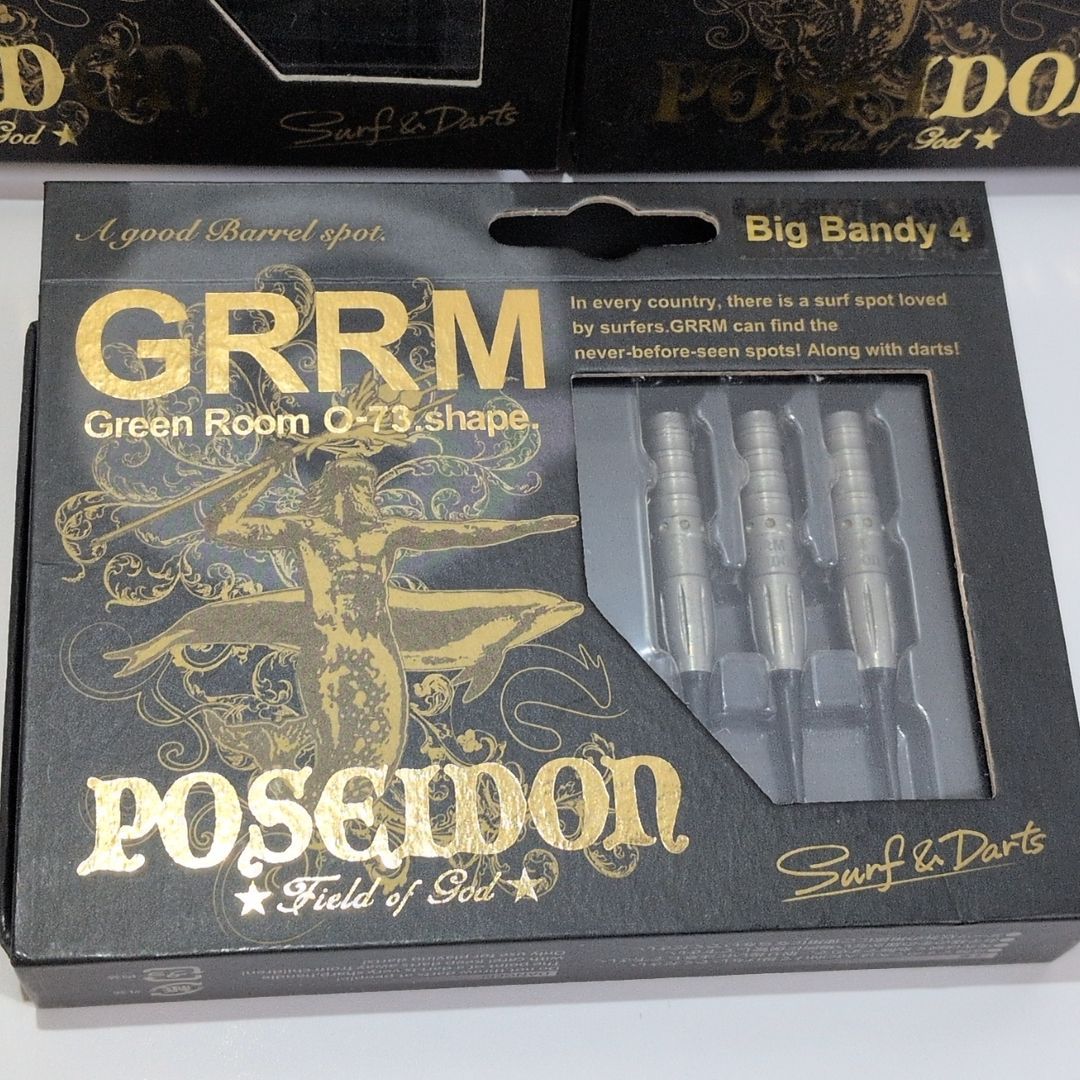 D
God ★
Surf & Darts
POSEIDO
★ Field of God ★
A good Barrel spot.
Big Bandy 4
GRRM
Green Room O-73.shape.
In every country, there is a surf spot loved
by surfers.GRRM can find the
never-before-seen spots! Along with darts!
POSEIDON
★ Field of God ★
Surf & Darts